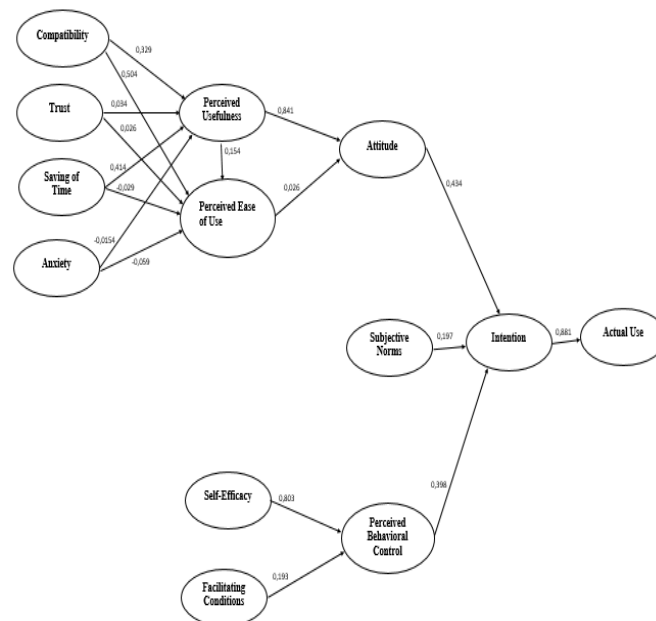 Compatibility
0,329
0,504
Trust
0,034
0,026
Perceived
Usefulness
0,841
Saving of
Time
0,414
-0,029
0,154
Attitude
Perceived Ease
of Use
0,026
0,434
Anxiety
-0,0154
-0,059
Subjective
Norms
0,197
Intention
0,881
Actual Use
Self-Efficacy
0,803
0,398
Perceived
Behavioral
Control
Facilitating
Conditions
0,193